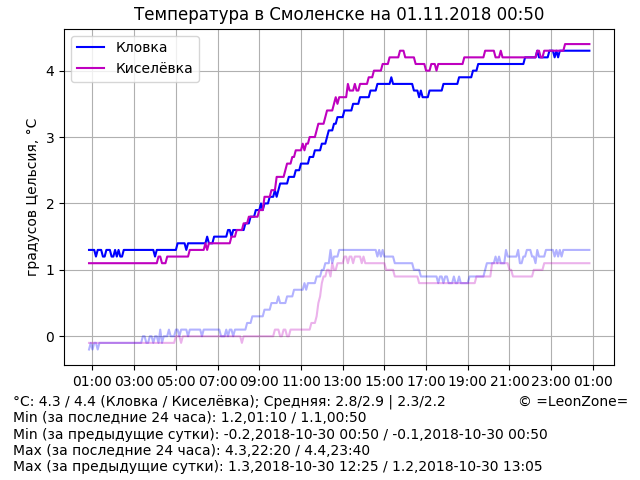 Температура в Смоленске на 01.11.2018 00:50
Кловка
Киселёвка
градусов Цельсия, °C
4
3
2
1
0
01:00 03:00 05:00 07:00 09:00 11:00 13:00 15:00 17:00 19:00 21:00 23:00 01:00
°C: 4.3 / 4.4 (Кловка / Киселёвка); Средняя: 2.8/2.9 | 2.3/2.2 © =LeonZone=
Min (за последние 24 часа): 1.2,01:10 / 1.1,00:50
Min (за предыдущие сутки): -0.2,2018-10-30 00:50 / -0.1,2018-10-30 00:50
Max (за последние 24 часа): 4.3,22:20 / 4.4,23:40
Max (за предыдущие сутки): 1.3,2018-10-30 12:25 / 1.2,2018-10-30 13:05